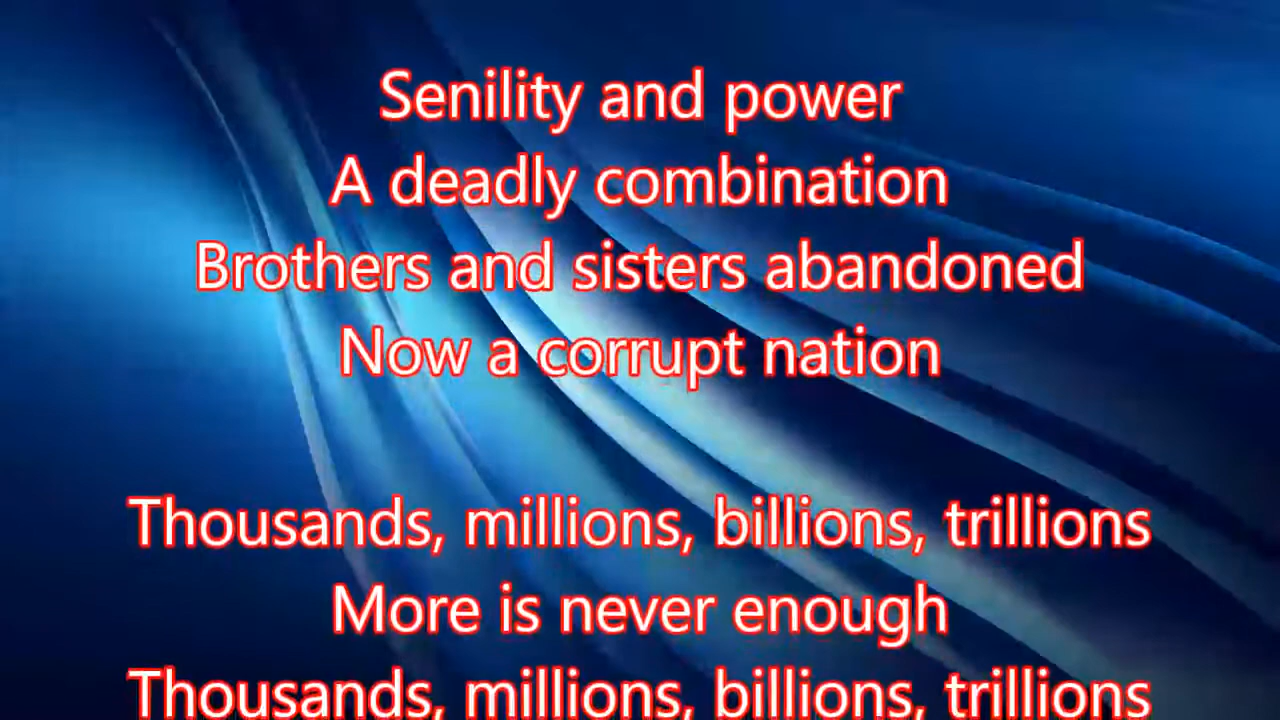 Senility and power
A deadly combination
Brothers and sisters abandoned
Now a corrupt nation
Thousands, millions, billions, trillions
More is never enough
Thousands, millions, billions, trillions